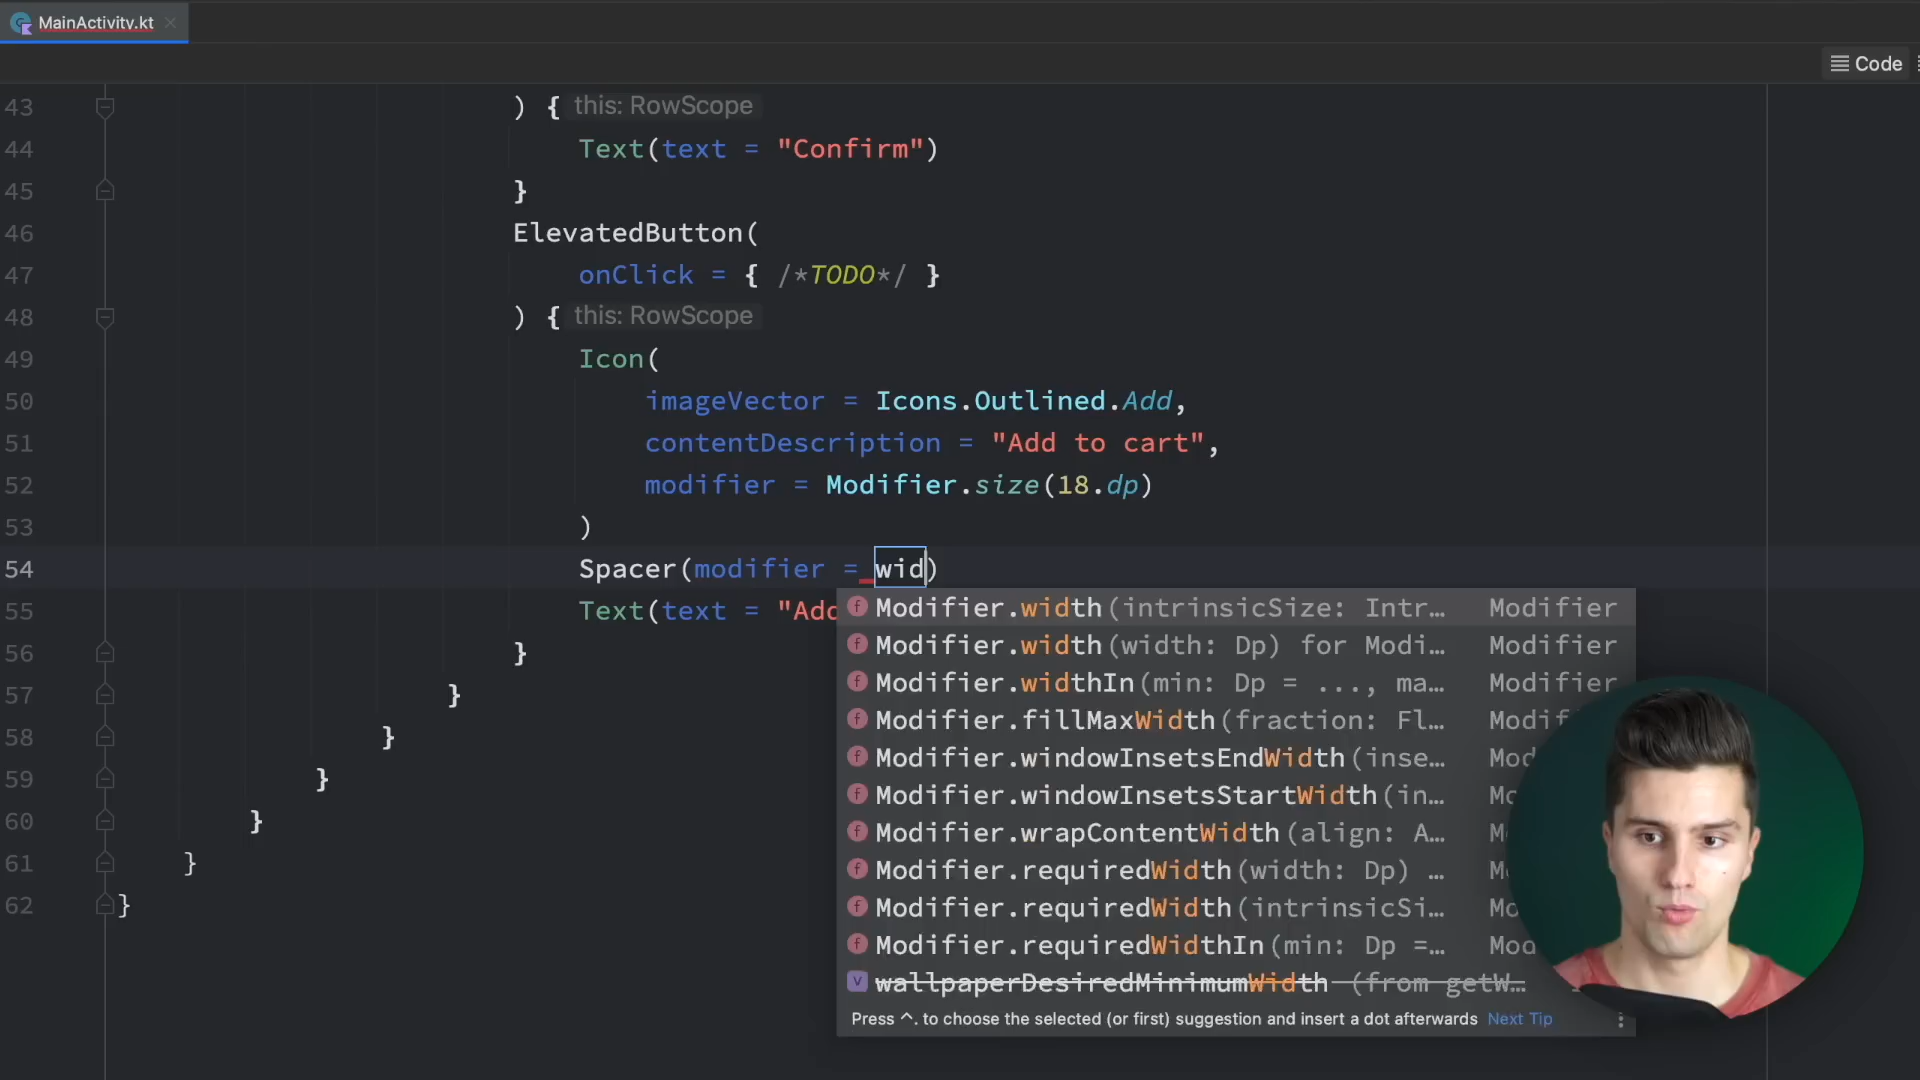 MainActivity.kt
Code
43 ) { this: RowScope
44 Text(text = "Confirm")
45 }
46 ElevatedButton(
47 onClick = { /*TODO*/ }
48 ) { this: RowScope
49 Icon(
50 imageVector = Icons.Outlined.Add,
51 contentDescription = "Add to cart",
52 modifier = Modifier.size(18.dp)
53 )
54 Spacer(modifier = wid)
55 Text(text = "Add
Modifier.width(intrinsicSize: Intr… Modifier
Modifier.width(width: Dp) for Modi… Modifier
Modifier.widthIn(min: Dp = ..., ma… Modifier
Modifier.fillMaxWidth(fraction: Fl… Modif
Modifier.windowInsetsEndWidth(inse… Mo
Modifier.windowInsetsStartWidth(in… Mo
Modifier.wrapContentWidth(align: A… M
Modifier.requiredWidth(width: Dp) … M
Modifier.requiredWidth(intrinsicSi… Mo
Modifier.requiredWidthIn(min: Dp =… Mo
wallpaperDesiredMinimumWidth (from getW…
Press ^. to choose the selected (or first) suggestion and insert a dot afterwards Next Tip
56 }
57 }
58 }
59 }
60 }
61 }
62 }